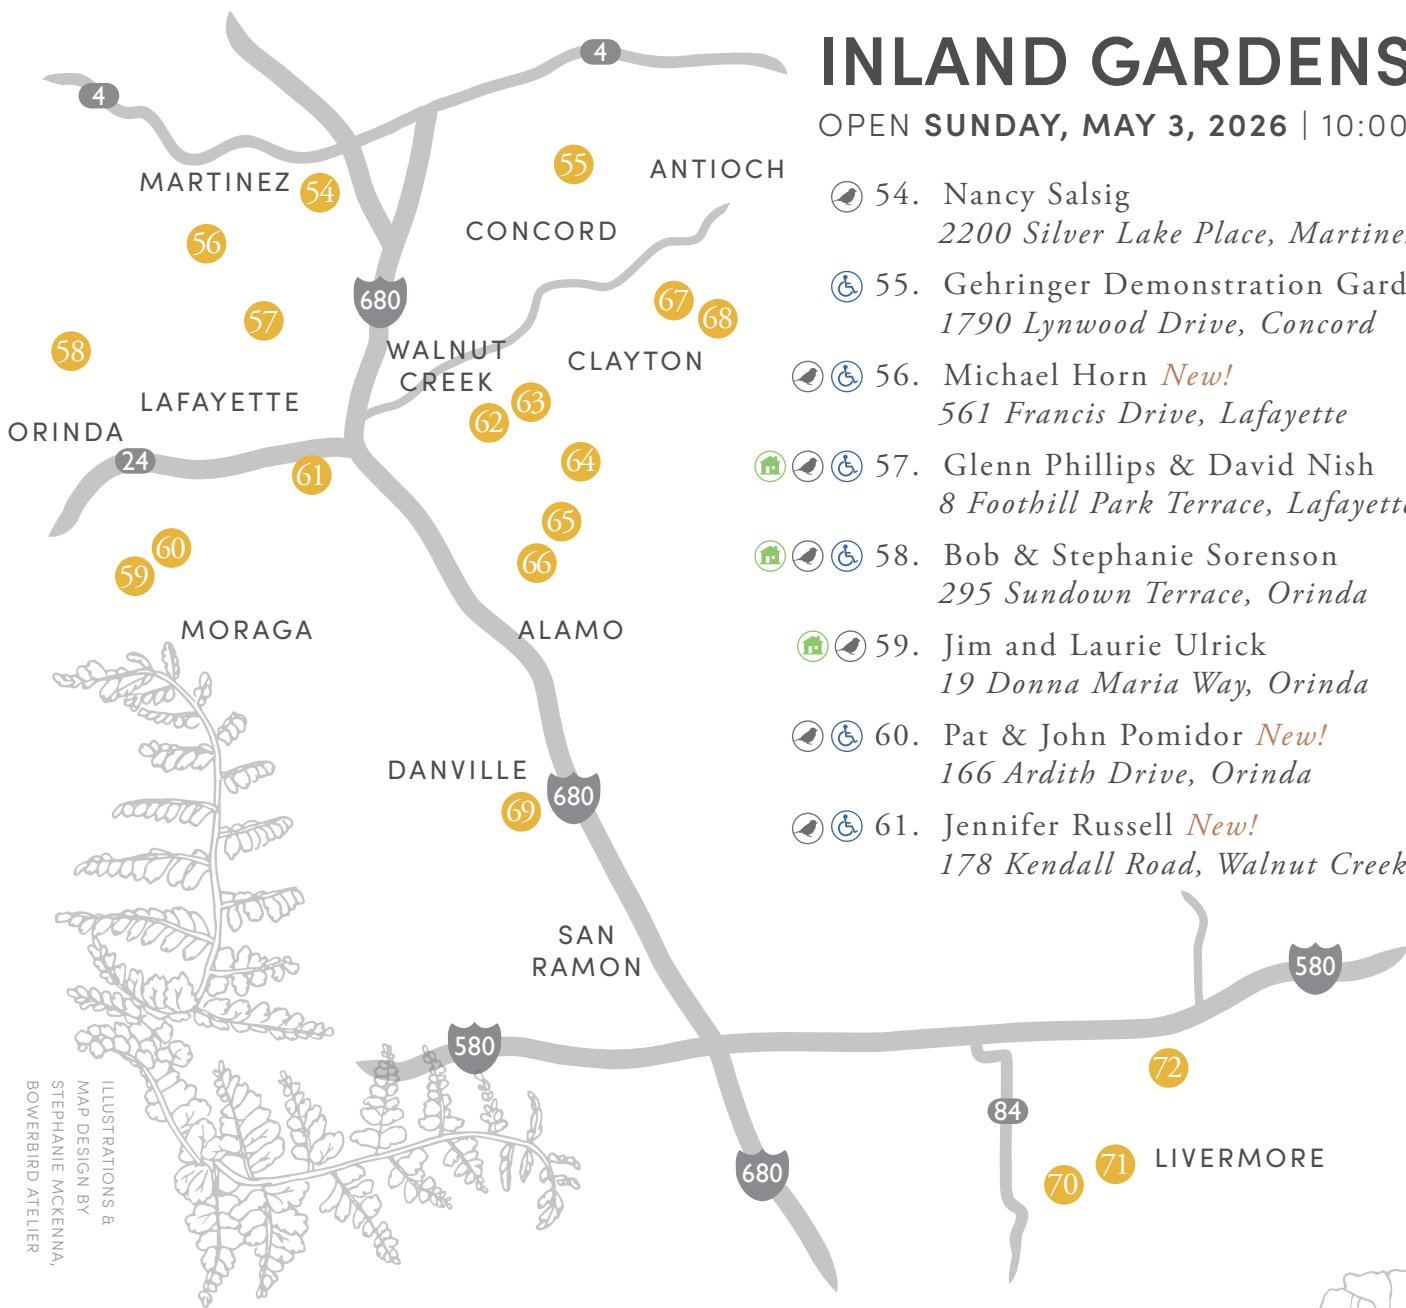 INLAND GARDENS
OPEN SUNDAY, MAY 3, 2026 | 10:00
54. Nancy Salsig
2200 Silver Lake Place, Martinez
55. Gehringer Demonstration Gard
1790 Lynwood Drive, Concord
56. Michael Horn New!
561 Francis Drive, Lafayette
57. Glenn Phillips & David Nish
8 Foothill Park Terrace, Lafayette
58. Bob & Stephanie Sorenson
295 Sundown Terrace, Orinda
59. Jim and Laurie Ulrick
19 Donna Maria Way, Orinda
60. Pat & John Pomidor New!
166 Ardith Drive, Orinda
61. Jennifer Russell New!
178 Kendall Road, Walnut Creek
4
4
55
ANTIOCH
MARTINEZ
54
CONCORD
56
680
67
68
57
58
WALNUT
CREEK
CLAYTON
LAFAYETTE
63
62
ORINDA
24
61
64
65
60
59
66
MORAGA
ALAMO
DANVILLE
680
69
SAN
RAMON
580
580
72
84
71
70
LIVERMORE
680
ILLUSTRATIONS &
MAP DESIGN BY
STEPHANIE MCKENNA,
BOWERBIRD ATELIER